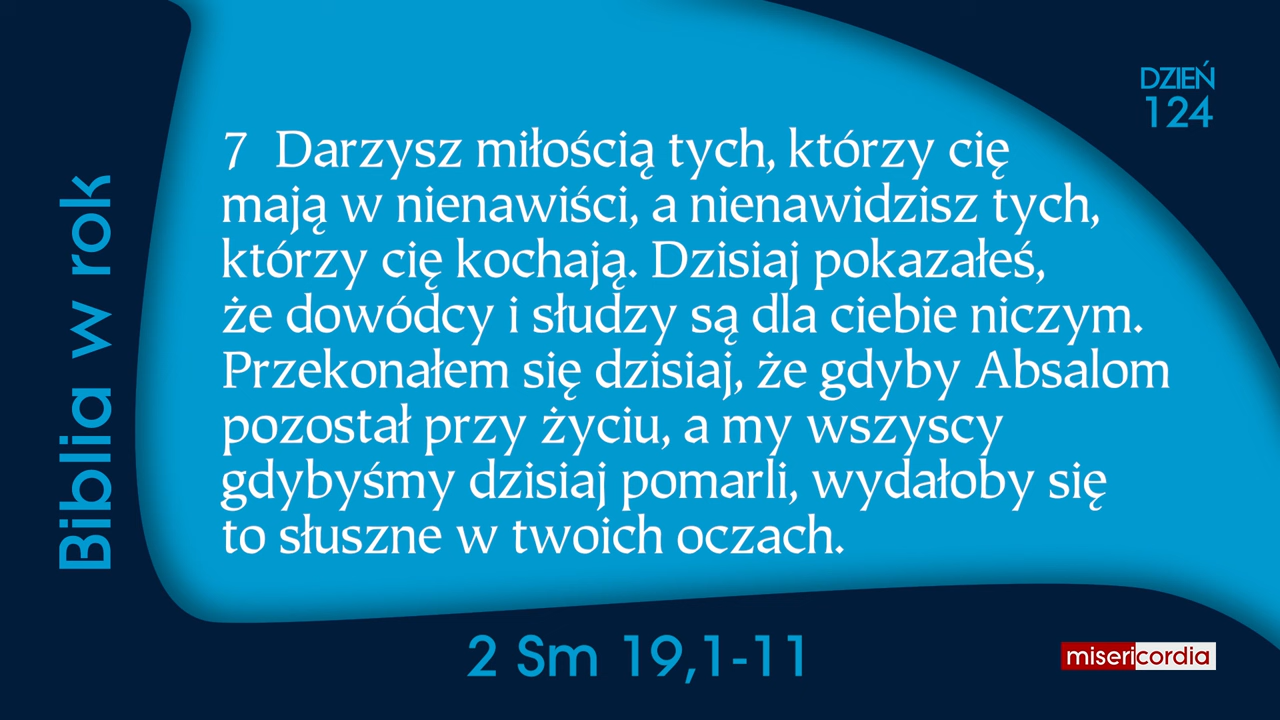 DZIEŃ
124
Biblia w rok
7 Darzysz miłością tych, którzy cię
mają w nienawiści, a nienawidzisz tych,
którzy cię kochają. Dzisiaj pokazałeś,
że dowódcy i słudzy są dla ciebie niczym.
Przekonałem się dzisiaj, że gdyby Absalom
pozostał przy życiu, a my wszyscy
gdybyśmy dzisiaj pomarli, wydałoby się
to słuszne w twoich oczach.
2 Sm 19,1-11
misericordia